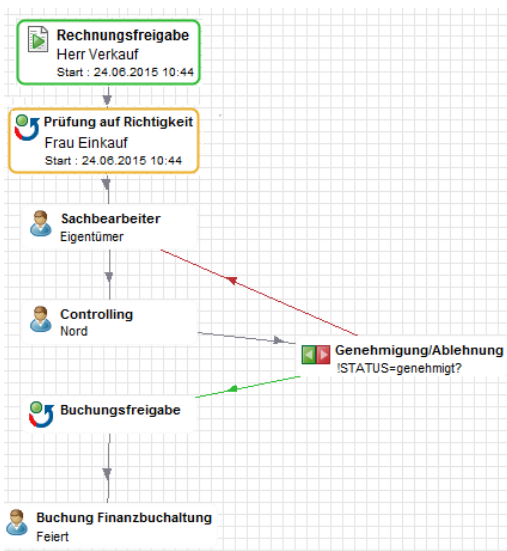 Rechnungsfreigabe
Herr Verkauf
Start : 24.06.2015 10:44
Prüfung auf Richtigkeit
Frau Einkauf
Start : 24.06.2015 10:44
Sachbearbeiter
Eigentümer
Controlling
Nord
Genehmigung/Ablehnung
!STATUS=genehmigt?
Buchungsfreigabe
Buchung Finanzbuchaltung
Feiert